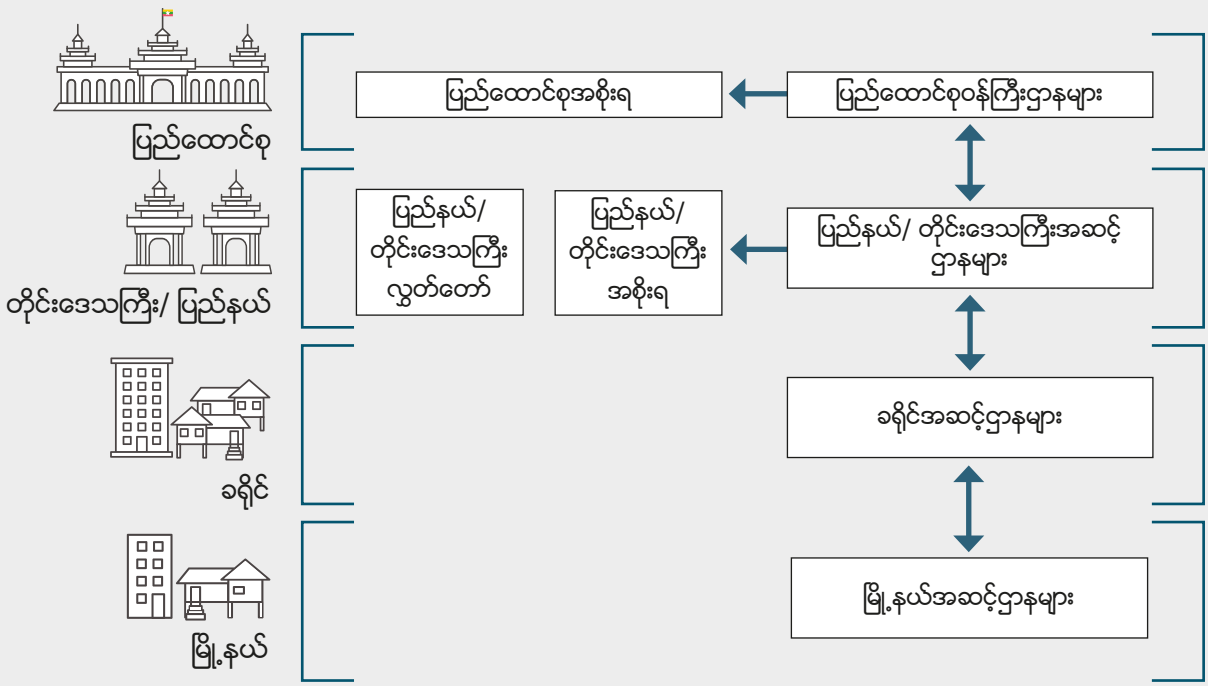 ပြည်ထောင်စု
ပြည်ထောင်စုအစိုးရ
ပြည်ထောင်စုဝန်ကြီးဌာနများ
တိုင်းဒေသကြီး/ ပြည်နယ်
ပြည်နယ်/
တိုင်းဒေသကြီး
လွှတ်တော်
ပြည်နယ်/
တိုင်းဒေသကြီး
အစိုးရ
ပြည်နယ်/ တိုင်းဒေသကြီးအဆင့်
ဌာနများ
ခရိုင်
ခရိုင်အဆင့်ဌာနများ
မြို့နယ်
မြို့နယ်အဆင့်ဌာနများ